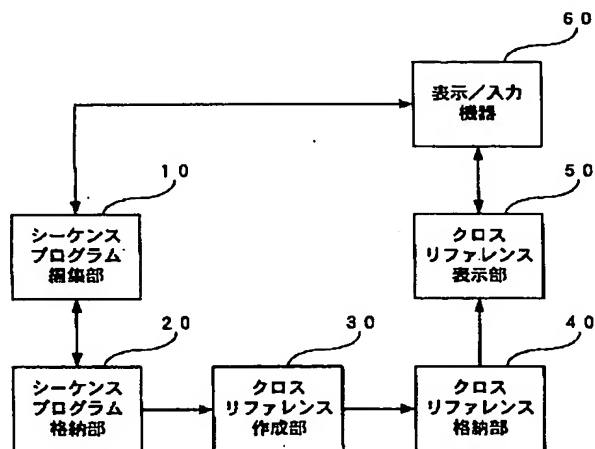 60
表示／入力
機器
10
シーケンス
プログラム
編集部
50
クロス
リファレンス
表示部
20
シーケンス
プログラム
格納部
30
クロス
リファレンス
作成部
40
クロス
リファレンス
格納部